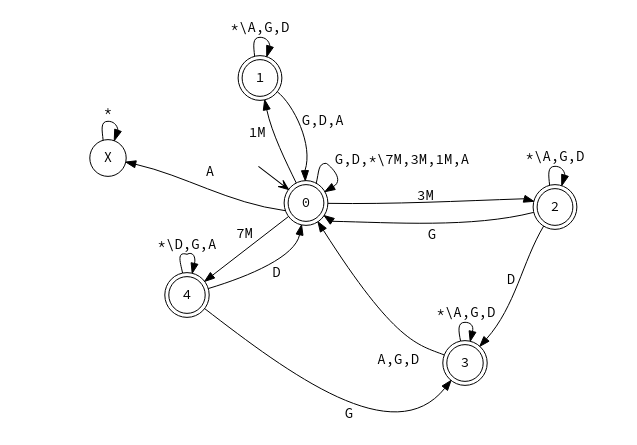 *\A,G,D
1
G,D,A
1M
*
X
A
G,D,*\7M,3M,1M,A
0
3M
G
*\A,G,D
2
7M
*\D,G,A
4
D
D
*\A,G,D
3
A,G,D
G